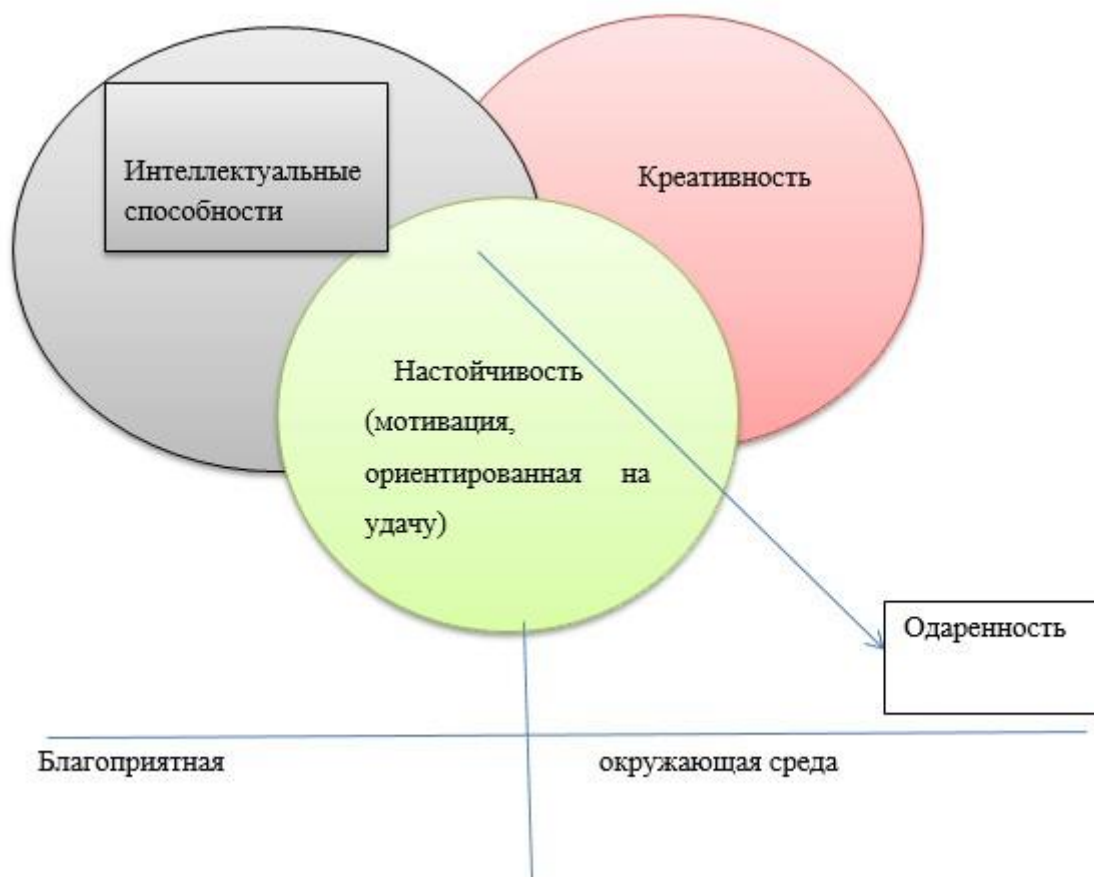 Интеллектуальные
способности
Креативность
Настойчивость
(мотивация,
ориентированная на
удачу)
Одаренность
Благоприятная окружающая среда